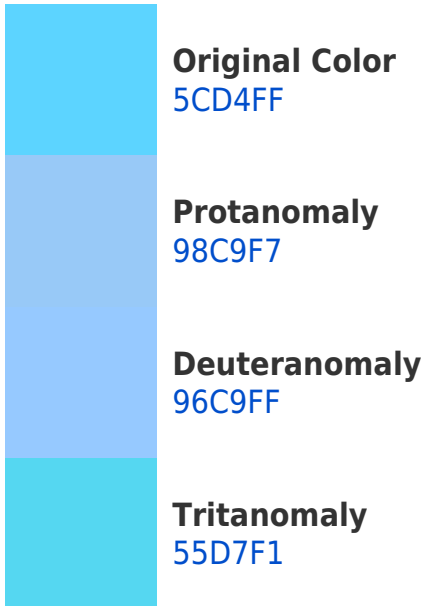 Original Color
5CD4FF
Protanomaly
98C9F7
Deuteranomaly
96C9FF
Tritanomaly
55D7F1